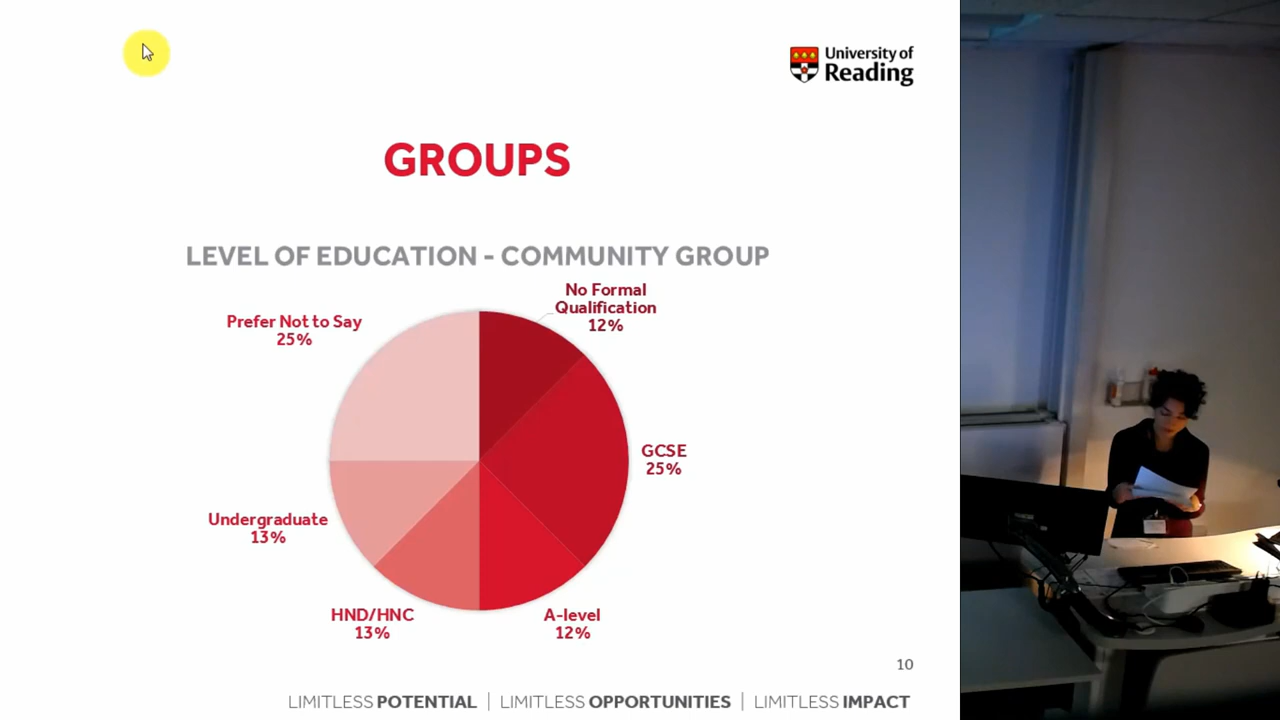 University of
Reading
GROUPS
LEVEL OF EDUCATION - COMMUNITY GROUP
No Formal
Qualification
12%
Prefer Not to Say
25%
GCSE
25%
Undergraduate
13%
HND/HNC
13%
A-level
12%
10
LIMITLESS POTENTIAL | LIMITLESS OPPORTUNITIES | LIMITLESS IMPACT